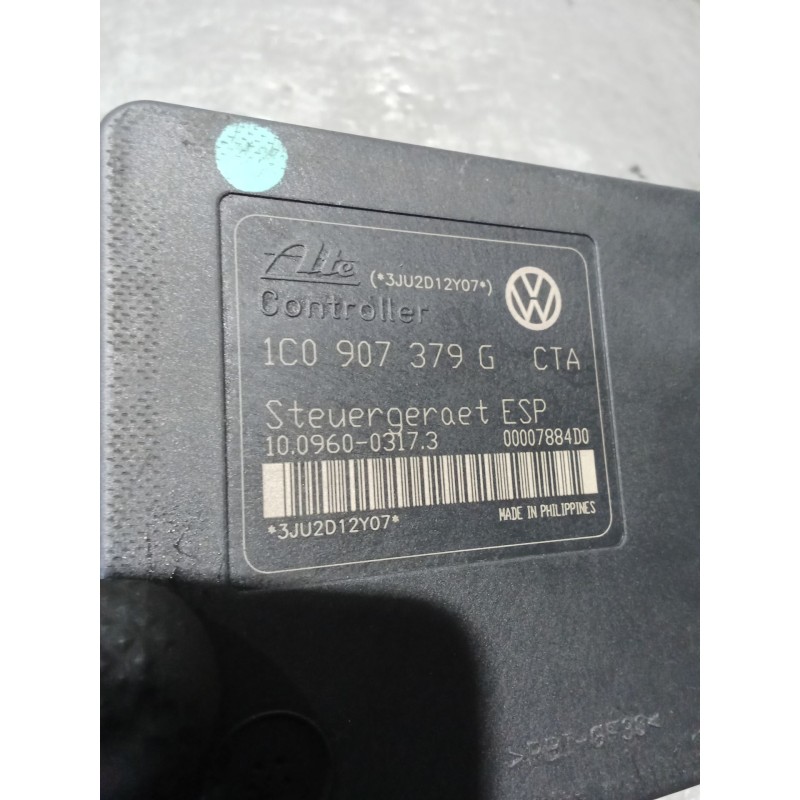 Ate (*3JU2D12Y07*)
Controller
1C0 907 379 G CTA
Steuergeraet ESP
10.0960-0317.3 00007884D0
*3JU2D12Y07* MADE IN PHILIPPINES